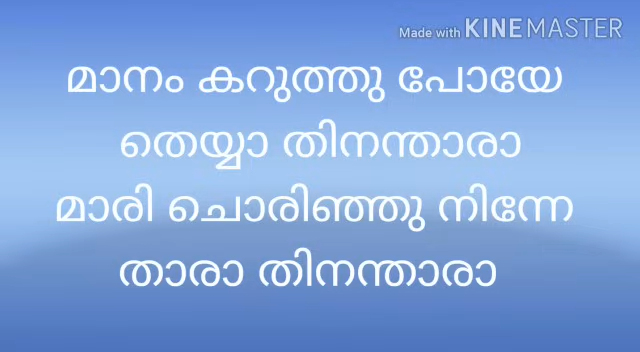 Made with KINEMASTER
മാനം കറുത്തു പോയേ
തെയ്യാ തിനന്താരാ
മാരി ചൊരിഞ്ഞു നിന്നേ
താരാ തിനന്താരാ